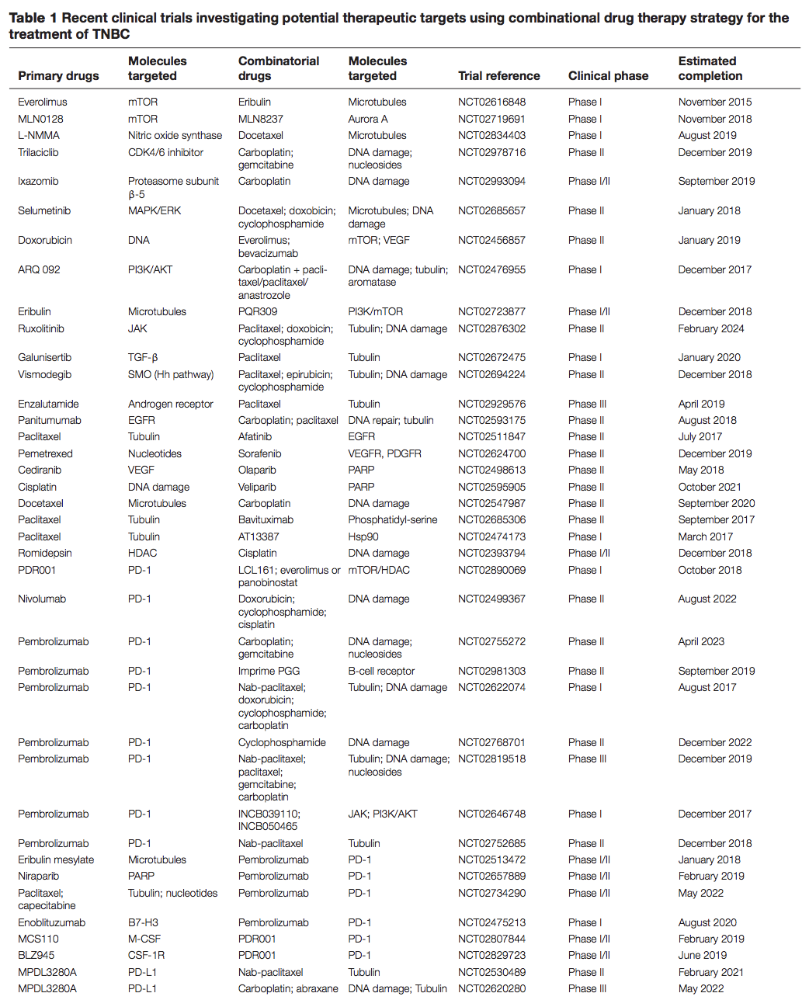 Table 1 Recent clinical trials investigating potential therapeutic targets using combinational drug therapy strategy for the
treatment of TNBC
Primary drugs Molecules targeted Combinatorial drugs Molecules targeted Trial reference Clinical phase Estimated completion
Everolimus mTOR Eribulin Microtubules NCT02616848 Phase I November 2015
MLN0128 mTOR MLN8237 Aurora A NCT02719691 Phase I November 2018
L-NMMA Nitric oxide synthase Docetaxel Microtubules NCT02834403 Phase I August 2019
Trilaciclib CDK4/6 inhibitor Carboplatin; gemcitabine DNA damage; nucleosides NCT02978716 Phase II December 2019
Ixazomib Proteasome subunit β-5 Carboplatin DNA damage NCT02993094 Phase I/II September 2019
Selumetinib MAPK/ERK Docetaxel; doxobicin; cyclophosphamide Microtubules; DNA damage NCT02685657 Phase II January 2018
Doxorubicin DNA Everolimus; bevacizumab mTOR; VEGF NCT02456857 Phase II January 2019
ARQ 092 PI3K/AKT Carboplatin + pacli-taxel/paclitaxel/anastrozole DNA damage; tubulin; aromatase NCT02476955 Phase I December 2017
Eribulin Microtubules PQR309 PI3K/mTOR NCT02723877 Phase I/II December 2018
Ruxolitinib JAK Paclitaxel; doxobicin; cyclophosphamide Tubulin; DNA damage NCT02876302 Phase II February 2024
Galunisertib TGF-β Paclitaxel Tubulin NCT02672475 Phase I January 2020
Vismodegib SMO (Hh pathway) Paclitaxel; epirubicin; cyclophosphamide Tubulin; DNA damage NCT02694224 Phase II December 2018
Enzalutamide Androgen receptor Paclitaxel Tubulin NCT02929576 Phase III April 2019
Panitumumab EGFR Carboplatin; paclitaxel DNA repair; tubulin NCT02593175 Phase II August 2018
Paclitaxel Tubulin Afatinib EGFR NCT02511847 Phase II July 2017
Pemetrexed Nucleotides Sorafenib VEGFR, PDGFR NCT02624700 Phase II December 2019
Cediranib VEGF Olaparib PARP NCT02498613 Phase II May 2018
Cisplatin DNA damage Veliparib PARP NCT02595905 Phase II October 2021
Docetaxel Microtubules Carboplatin DNA damage NCT02547987 Phase II September 2020
Paclitaxel Tubulin Bavituximab Phosphatidyl-serine NCT02685306 Phase II September 2017
Paclitaxel Tubulin AT13387 Hsp90 NCT02474173 Phase I March 2017
Romidepsin HDAC Cisplatin DNA damage NCT02393794 Phase I/II December 2018
PDR001 PD-1 LCL161; everolimus or panobinostat mTOR/HDAC NCT02890069 Phase I October 2018
Nivolumab PD-1 Doxorubicin; cyclophosphamide; cisplatin DNA damage NCT02499367 Phase II August 2022
Pembrolizumab PD-1 Carboplatin; gemcitabine DNA damage; nucleosides NCT02755272 Phase II April 2023
Pembrolizumab PD-1 Imprime PGG B-cell receptor NCT02981303 Phase II September 2019
Pembrolizumab PD-1 Nab-paclitaxel; doxorubicin; cyclophosphamide; carboplatin Tubulin; DNA damage NCT02622074 Phase I August 2017
Pembrolizumab PD-1 Cyclophosphamide DNA damage NCT02768701 Phase II December 2022
Pembrolizumab PD-1 Nab-paclitaxel; paclitaxel; gemcitabine; carboplatin Tubulin; DNA damage; nucleosides NCT02819518 Phase III December 2019
Pembrolizumab PD-1 INCB039110; INCB050465 JAK; PI3K/AKT NCT02646748 Phase I December 2017
Pembrolizumab PD-1 Nab-paclitaxel Tubulin NCT02752685 Phase II December 2018
Eribulin mesylate Microtubules Pembrolizumab PD-1 NCT02513472 Phase I/II January 2018
Niraparib PARP Pembrolizumab PD-1 NCT02657889 Phase I/II February 2019
Paclitaxel; capecitabine Tubulin; nucleotides Pembrolizumab PD-1 NCT02734290 Phase I/II May 2022
Enoblituzumab B7-H3 Pembrolizumab PD-1 NCT02475213 Phase I August 2020
MCS110 M-CSF PDR001 PD-1 NCT02807844 Phase I/II February 2019
BLZ945 CSF-1R PDR001 PD-1 NCT02829723 Phase I/II June 2019
MPDL3280A PD-L1 Nab-paclitaxel Tubulin NCT02530489 Phase II February 2021
MPDL3280A PD-L1 Carboplatin; abraxane DNA damage; Tubulin NCT02620280 Phase III May 2022